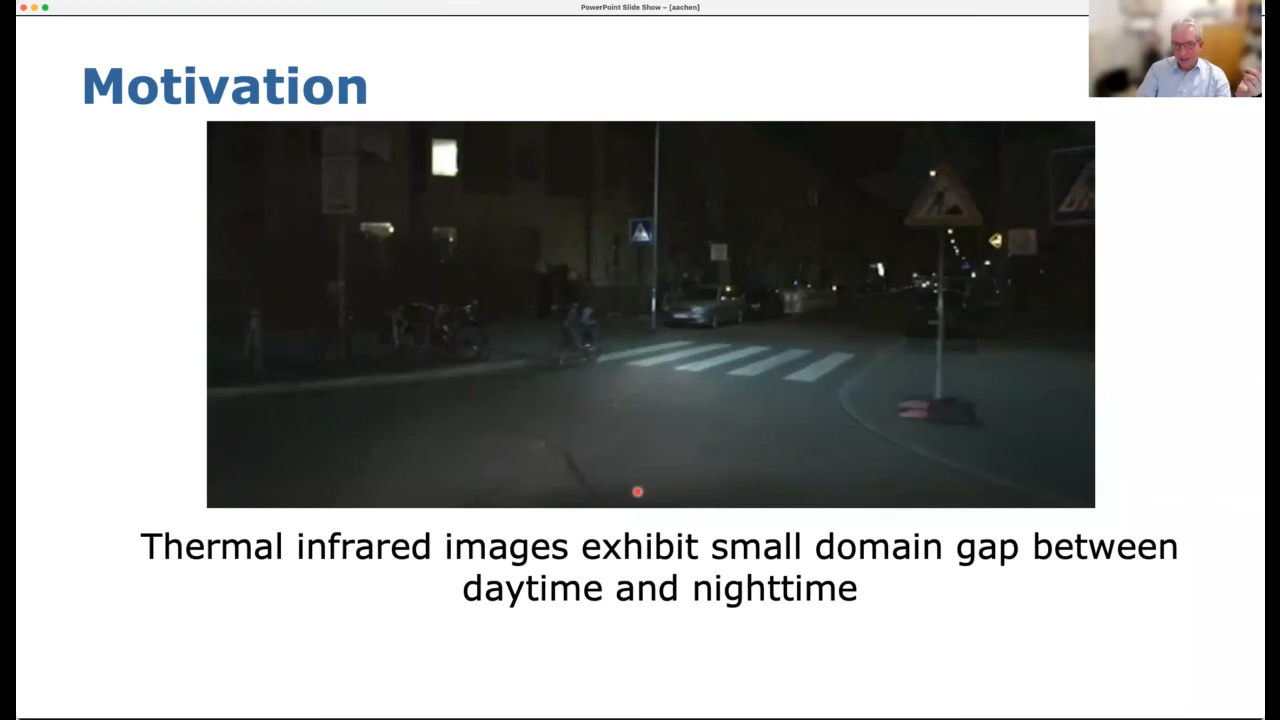 PowerPoint Slide Show – [aachen]
Motivation
Thermal infrared images exhibit small domain gap between
daytime and nighttime